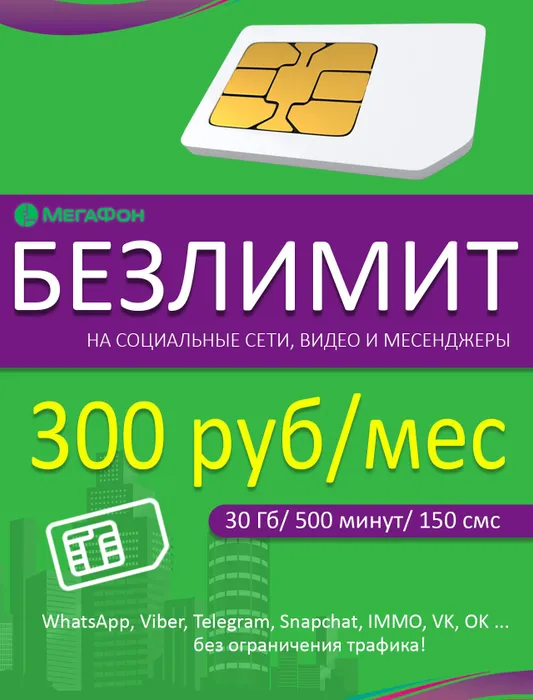 МЕГАФОН
БЕЗЛИМИТ
НА СОЦИАЛЬНЫЕ СЕТИ, ВИДЕО И МЕСЕНДЖЕРЫ
300 руб/мес
30 Гб/ 500 минут/ 150 смс
WhatsApp, Viber, Telegram, Snapchat, IMMO, VK, OK ...
без ограничения трафика!